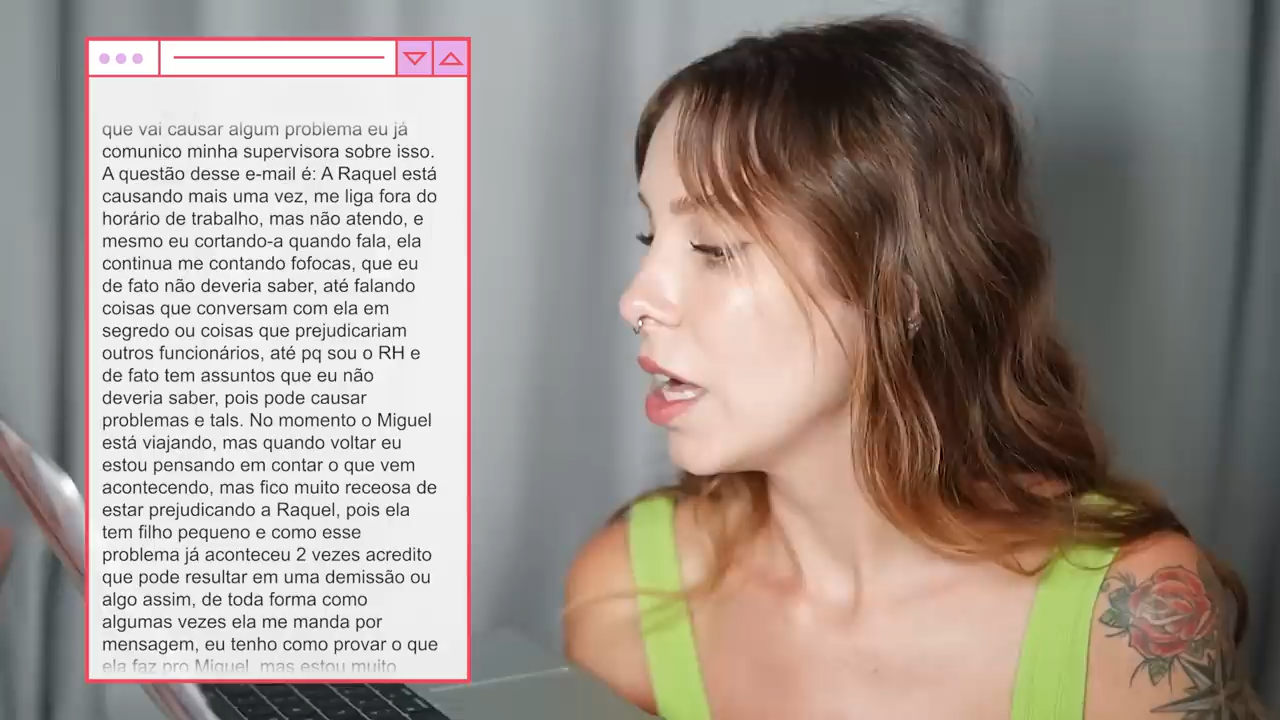 que vai causar algum problema eu já
comunico minha supervisora sobre isso.
A questão desse e-mail é: A Raquel está
causando mais uma vez, me liga fora do
horário de trabalho, mas não atendo, e
mesmo eu cortando-a quando fala, ela
continua me contando fofocas, que eu
de fato não deveria saber, até falando
coisas que conversam com ela em
segredo ou coisas que prejudicariam
outros funcionários, até pq sou o RH e
de fato tem assuntos que eu não
deveria saber, pois pode causar
problemas e tals. No momento o Miguel
está viajando, mas quando voltar eu
estou pensando em contar o que vem
acontecendo, mas fico muito receosa de
estar prejudicando a Raquel, pois ela
tem filho pequeno e como esse
problema já aconteceu 2 vezes acredito
que pode resultar em uma demissão ou
algo assim, de toda forma como
algumas vezes ela me manda por
mensagem, eu tenho como provar o que
ela faz pro Miguel, mas estou muito